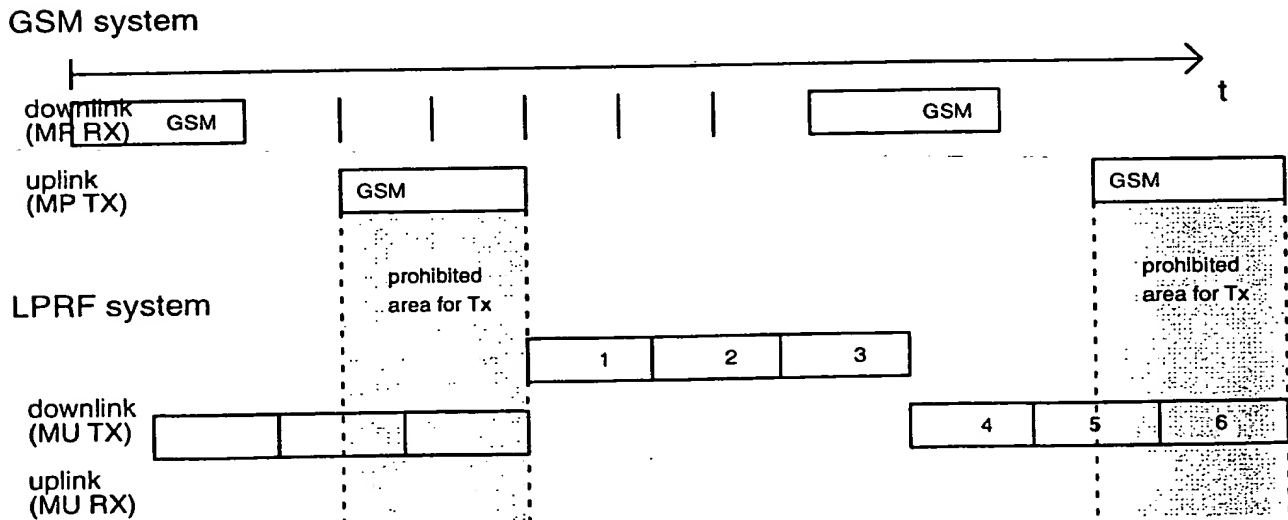 GSM system
t
downlink
(MP RX)
GSM
GSM
uplink
(MP TX)
GSM
GSM
prohibited
area for Tx
prohibited
area for Tx
LPRF system
1 2 3
downlink
(MU TX)
4 5 6
uplink
(MU RX)